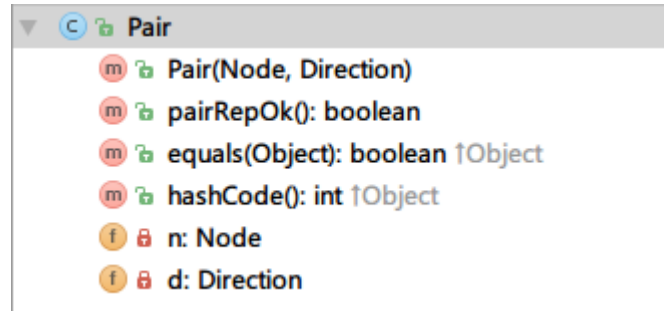 C Pair
m Pair(Node, Direction)
m pairRepOk(): boolean
m equals(Object): boolean ↑Object
m hashCode(): int ↑Object
f n: Node
f d: Direction